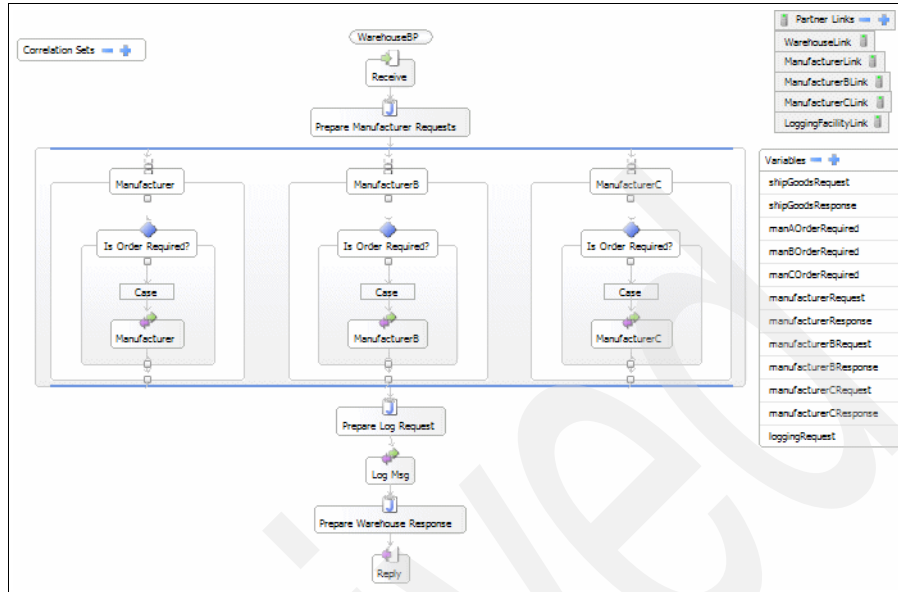 WarehouseBP
Correlation Sets
Receive
Prepare Manufacturer Requests
Manufacturer
ManufacturerB
ManufacturerC
Is Order Required?
Is Order Required?
Is Order Required?
Case
Case
Case
Manufacturer
ManufacturerB
ManufacturerC
Prepare Log Request
Log Msg
Prepare Warehouse Response
Reply
Partner Links
WarehouseLink
ManufacturerLink
ManufacturerBLink
ManufacturerCLink
LoggingFacilityLink
Variables
shipGoodsRequest
shipGoodsResponse
manAOrderRequired
manBOrderRequired
manCOrderRequired
manufacturerRequest
manufacturerResponse
manufacturerBRequest
manufacturerBResponse
manufacturerCRequest
manufacturerCResponse
loggingRequest